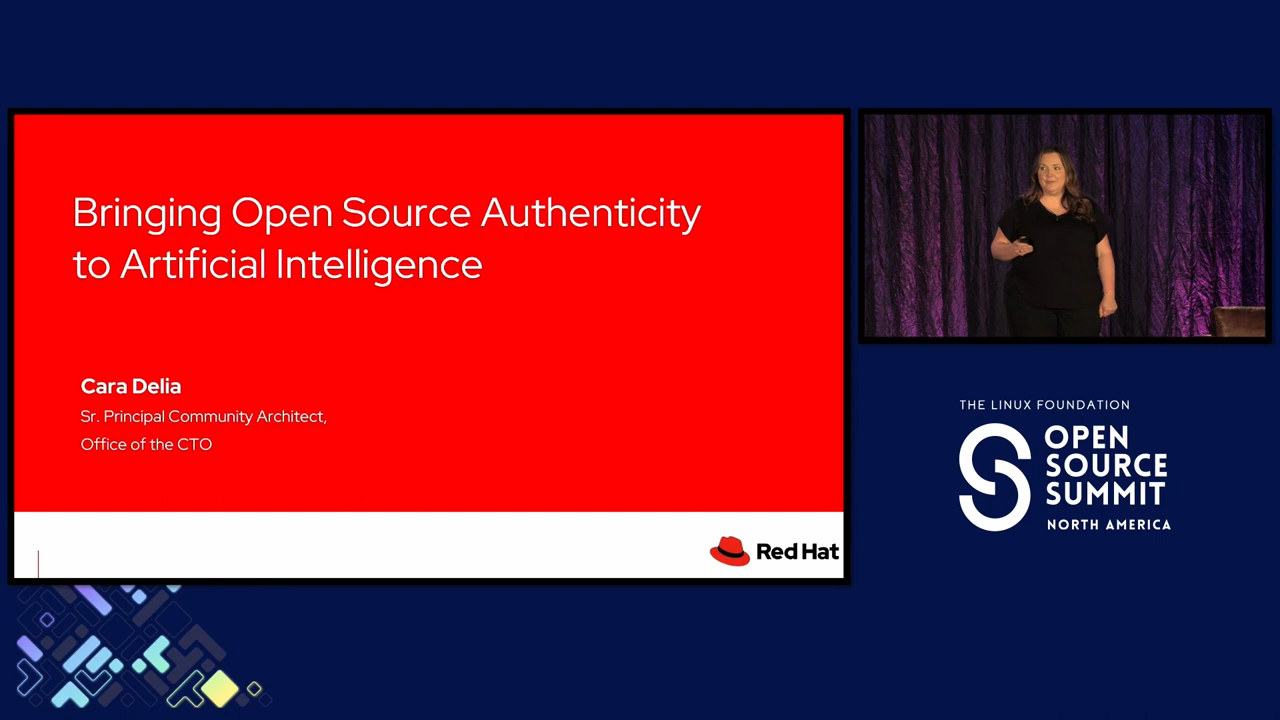 Bringing Open Source Authenticity
to Artificial Intelligence
Cara Delia
Sr. Principal Community Architect,
Office of the CTO
Red Hat
THE LINUX FOUNDATION
OPEN
SOURCE
SUMMIT
NORTH AMERICA